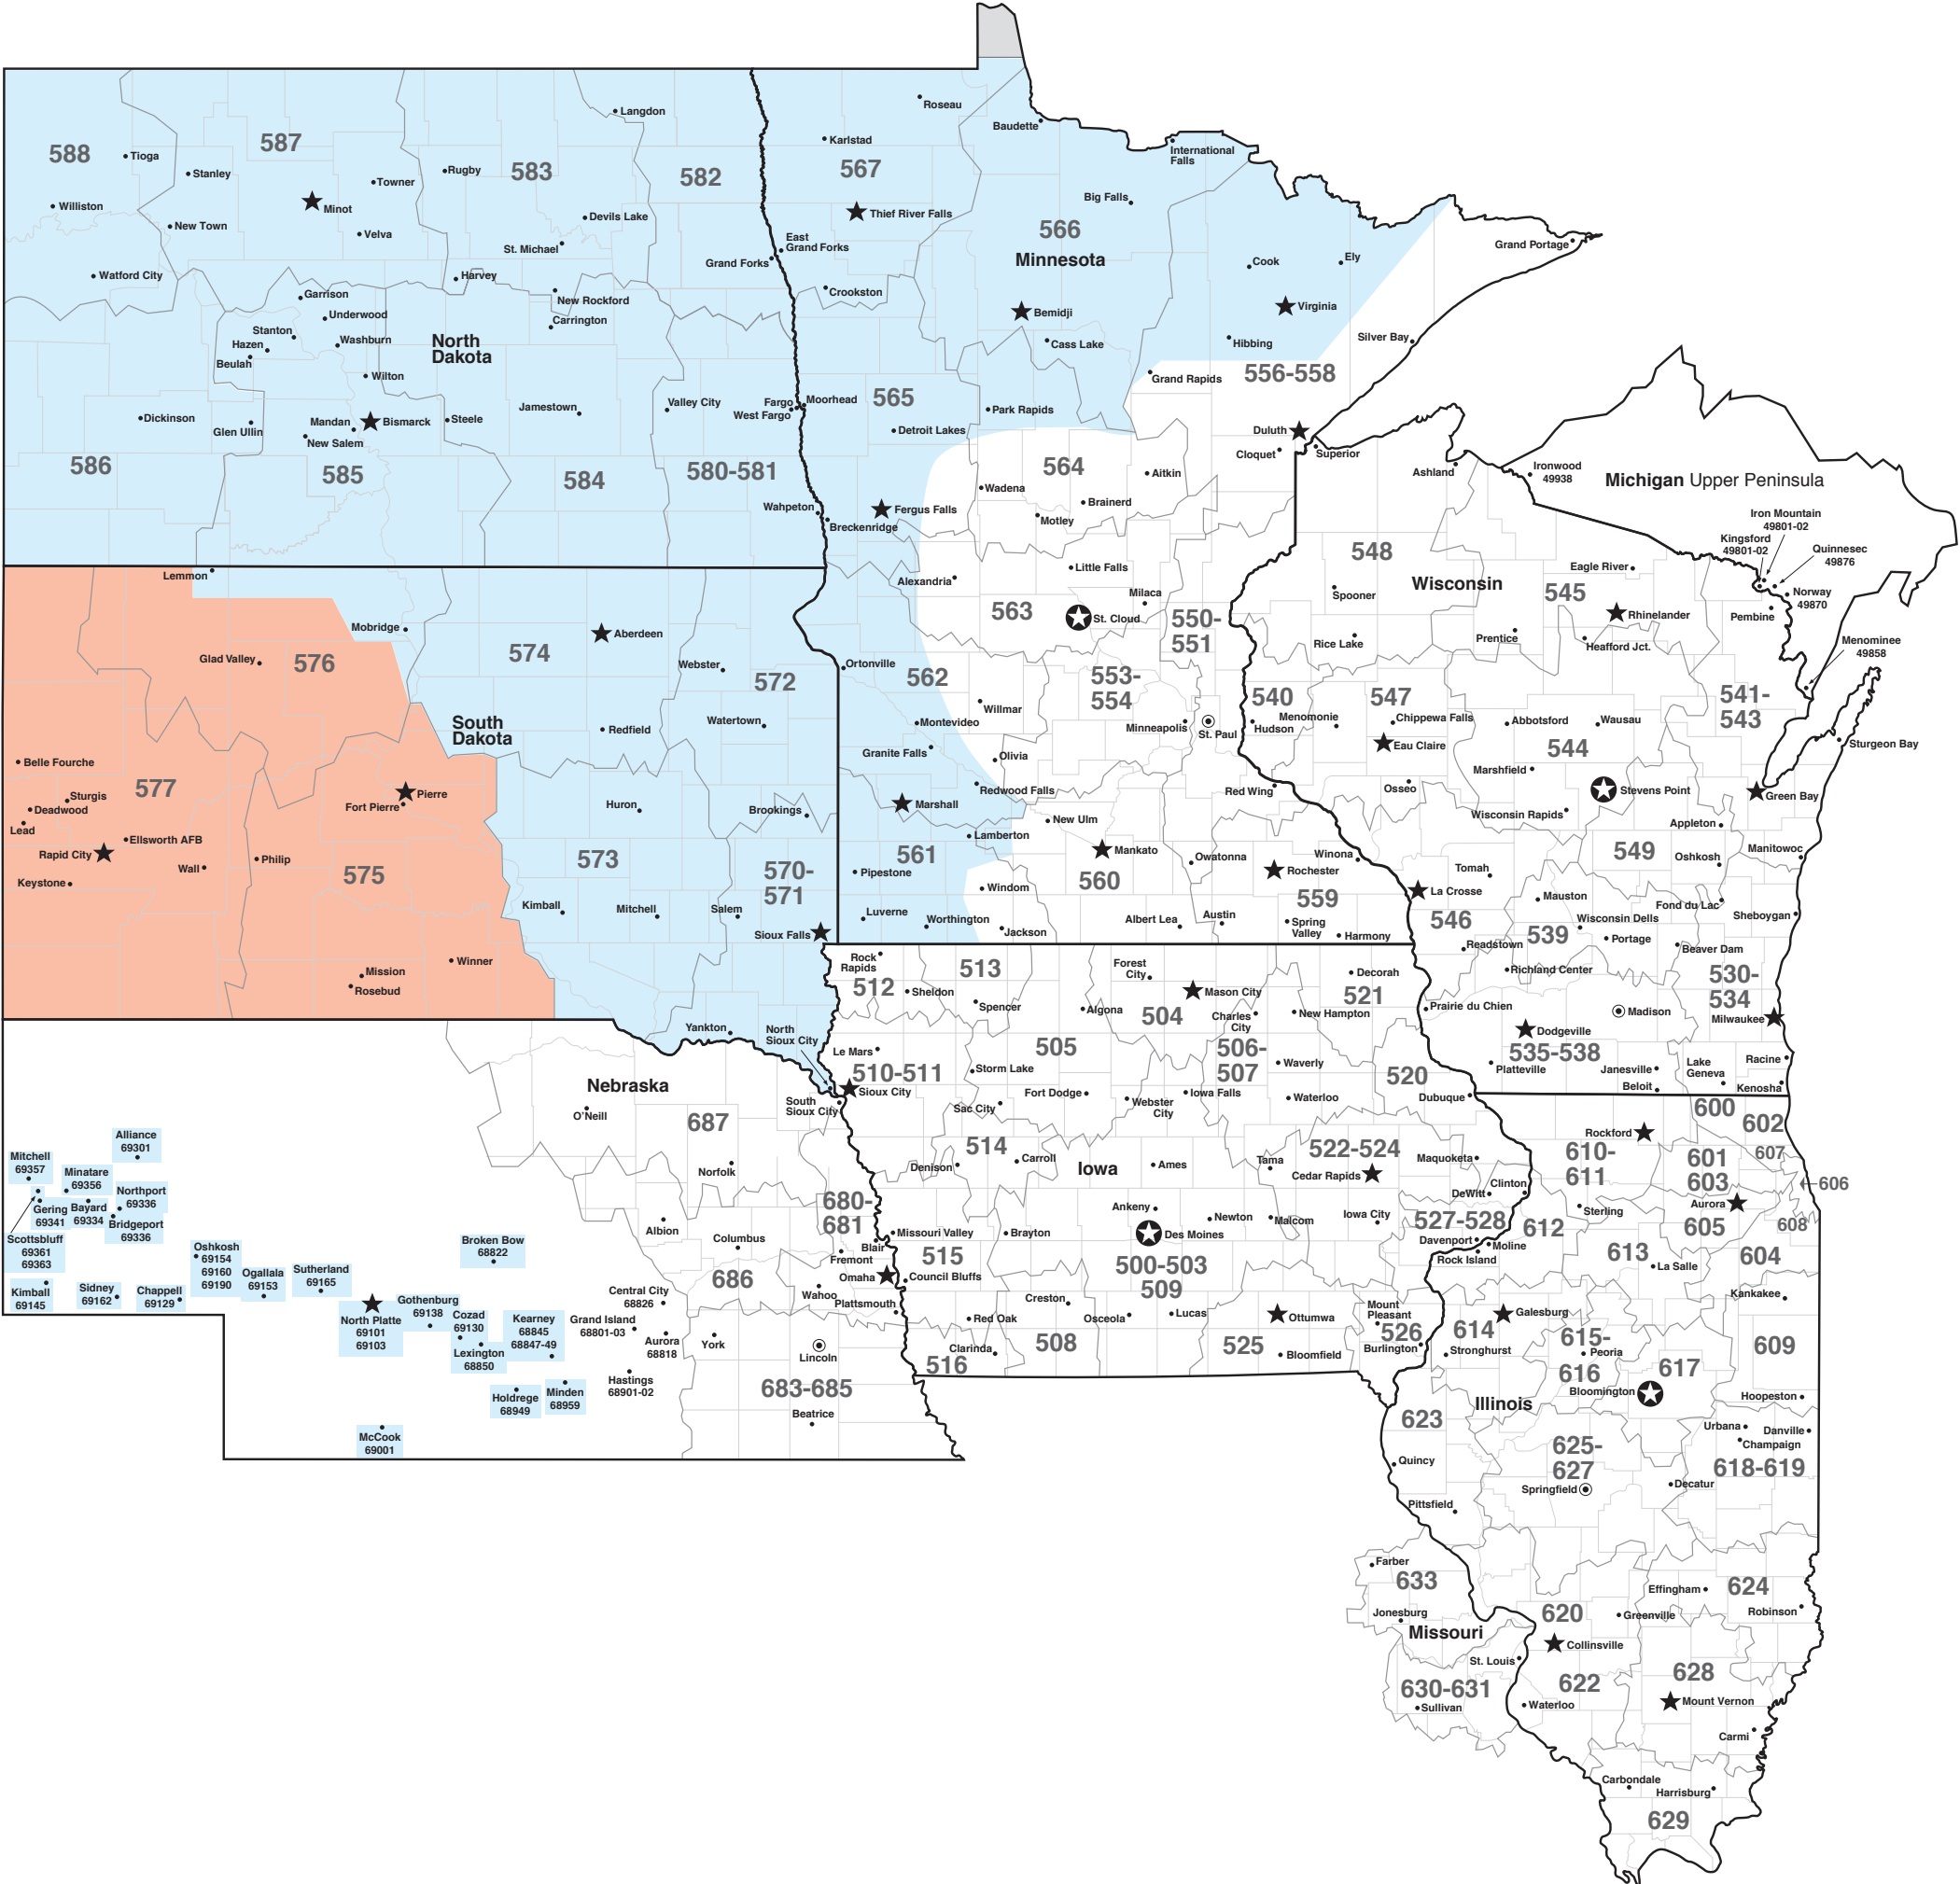 Langdon
Roseau
Baudette
588
Tioga
587
Stanley
Towner
Rugby
583
582
Karlstad
567
International
Falls
Williston
Minot
New Town
Velva
Devils Lake
St. Michael
Thief River Falls
Big Falls
566
Minnesota
East
Grand Forks
Grand Forks
Grand Portage
Watford City
Harvey
Garrison
New Rockford
Carrington
Crookston
Cook
Ely
Underwood
Stanton
Hazen
Beulah
Washburn
Wilton
North
Dakota
Bemidji
Cass Lake
Virginia
Hibbing
Silver Bay
Grand Rapids
556-558
Dickinson
Glen Ullin
Mandan
Bismarck
New Salem
Steele
Jamestown
Valley City
Fargo
West Fargo
Moorhead
565
Detroit Lakes
Park Rapids
Duluth
Cloquet
Superior
586
585
584
580-581
Wahpeton
Breckenridge
Fergus Falls
564
Wadena
Aitkin
Brainerd
Motley
Ashland
Ironwood
49938
Michigan Upper Peninsula
Iron Mountain
49801-02
Kingsford
49801-02
Quinnesec
49876
Norway
49870
Pembine
Menominee
49858
548
Wisconsin
Spooner
Rice Lake
Eagle River
545
Rhinelander
Prentice
Heafford Jct.
Lemmon
Mobridge
Glad Valley
576
574
Aberdeen
Webster
572
Alexandria
Little Falls
Milaca
563
St. Cloud
550-
551
Ortonville
562
553-
554
Willmar
Montevideo
Minneapolis
St. Paul
Granite Falls
Olivia
540
Hudson
Menomonie
547
Chippewa Falls
Eau Claire
Abbotsford
Wausau
544
541-
543
Sturgeon Bay
South
Dakota
Redfield
Watertown
Belle Fourche
577
Sturgis
Deadwood
Lead
Ellsworth AFB
Rapid City
Wall
Keystone
Philip
Pierre
Fort Pierre
575
Huron
Brookings
573
570-
571
Kimball
Mitchell
Salem
Sioux Falls
Mission
Rosebud
Winner
Yankton
North
Sioux City
Marshall
Redwood Falls
Lamberton
New Ulm
561
Pipestone
Luverne
Worthington
Windom
Jackson
Mankato
560
Albert Lea
Owatonna
Austin
Red Wing
Rochester
Winona
559
Spring
Valley
Harmony
Osseo
Marshfield
Stevens Point
Wisconsin Rapids
Green Bay
Appleton
549
Oshkosh
Manitowoc
Tomah
La Crosse
546
Mauston
Fond du Lac
Wisconsin Dells
539
Portage
Sheboygan
Beaver Dam
Readstown
Richland Center
530-
534
Prairie du Chien
Madison
Milwaukee
Dodgeville
535-538
Platteville
Janesville
Beloit
Lake
Geneva
Racine
Kenosha
Rock
Rapids
512
Sheldon
513
Spencer
Forest
City
Mason City
Algona
504
Charles
City
Decorah
521
New Hampton
Le Mars
510-511
Sioux City
505
Storm Lake
506-
507
Waverly
520
Dubuque
Sac City
Fort Dodge
Webster
City
Iowa Falls
Waterloo
514
Denison
Carroll
Iowa
Ames
522-524
Tama
Cedar Rapids
Maquoketa
DeWitt
Clinton
Ankeny
Newton
Malcom
Iowa City
527-528
Davenport
Moline
Rock Island
Missouri Valley
Brayton
Des Moines
515
Council Bluffs
500-503
509
Creston
Osceola
Lucas
Ottumwa
Mount
Pleasant
526
Burlington
Red Oak
508
Clarinda
516
525
Bloomfield
Nebraska
O'Neill
South
Sioux City
687
Norfolk
680-
681
Albion
Columbus
Blair
Fremont
Omaha
686
Wahoo
Plattsmouth
Central City
68826
Grand Island
68801-03
Aurora
68818
York
Lincoln
Hastings
68901-02
683-685
Beatrice
Alliance
69301
Mitchell
69357
Minatare
69356
Northport
69336
Gering
69341
Bayard
69334
Bridgeport
69336
Scottsbluff
69361
69363
Oshkosh
69154
69160
69190
Broken Bow
68822
Kimball
69145
Sidney
69162
Chappell
69129
Ogallala
69153
Sutherland
69165
North Platte
69101
69103
Gothenburg
69138
Cozad
69130
Lexington
68850
Kearney
68845
68847-49
Holdrege
68949
Minden
68959
McCook
69001
600
602
Rockford
610-
611
601
603
607
606
Aurora
605
608
Sterling
612
613
La Salle
604
Kankakee
Galesburg
614
Stronghurst
615-
Peoria
616
617
609
Bloomington
Hoopeston
Illinois
623
Quincy
Urbana
Danville
Champaign
625-
627
618-619
Springfield
Decatur
Pittsfield
Farber
633
Jonesburg
Missouri
St. Louis
630-631
Sullivan
Effingham
624
Robinson
620
Greenville
Collinsville
622
Waterloo
628
Mount Vernon
Carmi
Carbondale
Harrisburg
629